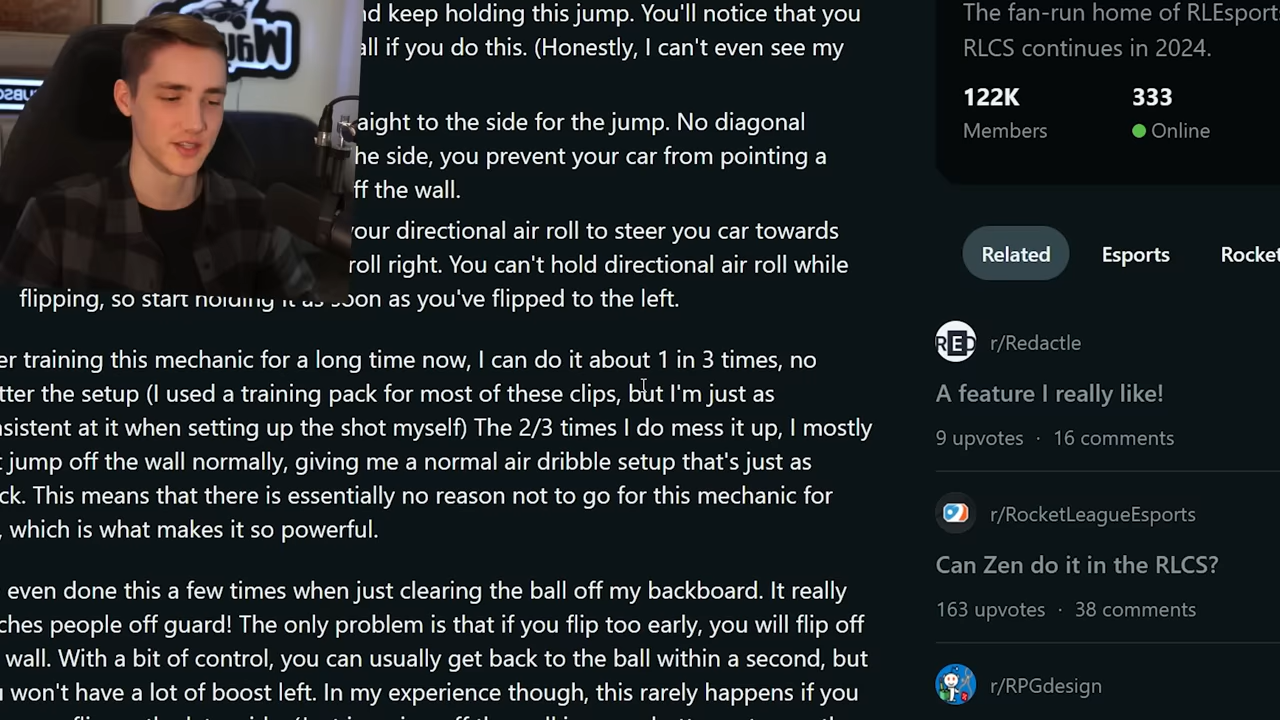 nd keep holding this jump. You'll notice that you
all if you do this. (Honestly, I can't even see my
aight to the side for the jump. No diagonal
he side, you prevent your car from pointing a
ff the wall.
your directional air roll to steer you car towards
roll right. You can't hold directional air roll while
flipping, so start holding it as soon as you've flipped to the left.
er training this mechanic for a long time now, I can do it about 1 in 3 times, no
tter the setup (I used a training pack for most of these clips, but I'm just as
nsistent at it when setting up the shot myself) The 2/3 times I do mess it up, I mostly
t jump off the wall normally, giving me a normal air dribble setup that's just as
ck. This means that there is essentially no reason not to go for this mechanic for
, which is what makes it so powerful.
even done this a few times when just clearing the ball off my backboard. It really
ches people off guard! The only problem is that if you flip too early, you will flip off
wall. With a bit of control, you can usually get back to the ball within a second, but
u won't have a lot of boost left. In my experience though, this rarely happens if you
The fan-run home of RLEsport
RLCS continues in 2024.
122K
333
Members
Online
Related
Esports
Rocket
r/Redactle
A feature I really like!
9 upvotes · 16 comments
r/RocketLeagueEsports
Can Zen do it in the RLCS?
163 upvotes · 38 comments
r/RPGdesign